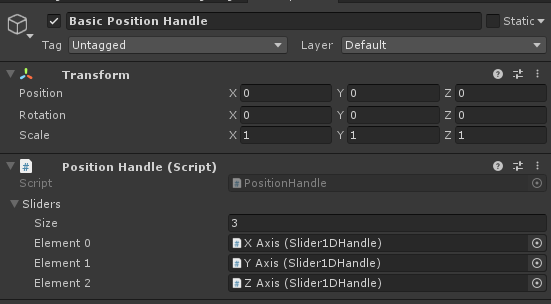 Basic Position Handle Static
Tag Untagged Layer Default
Transform
Position X 0 Y 0 Z 0
Rotation X 0 Y 0 Z 0
Scale X 1 Y 1 Z 1
# Position Handle (Script)
Script # PositionHandle
Sliders
Size 3
Element 0 # X Axis (Slider1DHandle)
Element 1 # Y Axis (Slider1DHandle)
Element 2 # Z Axis (Slider1DHandle)